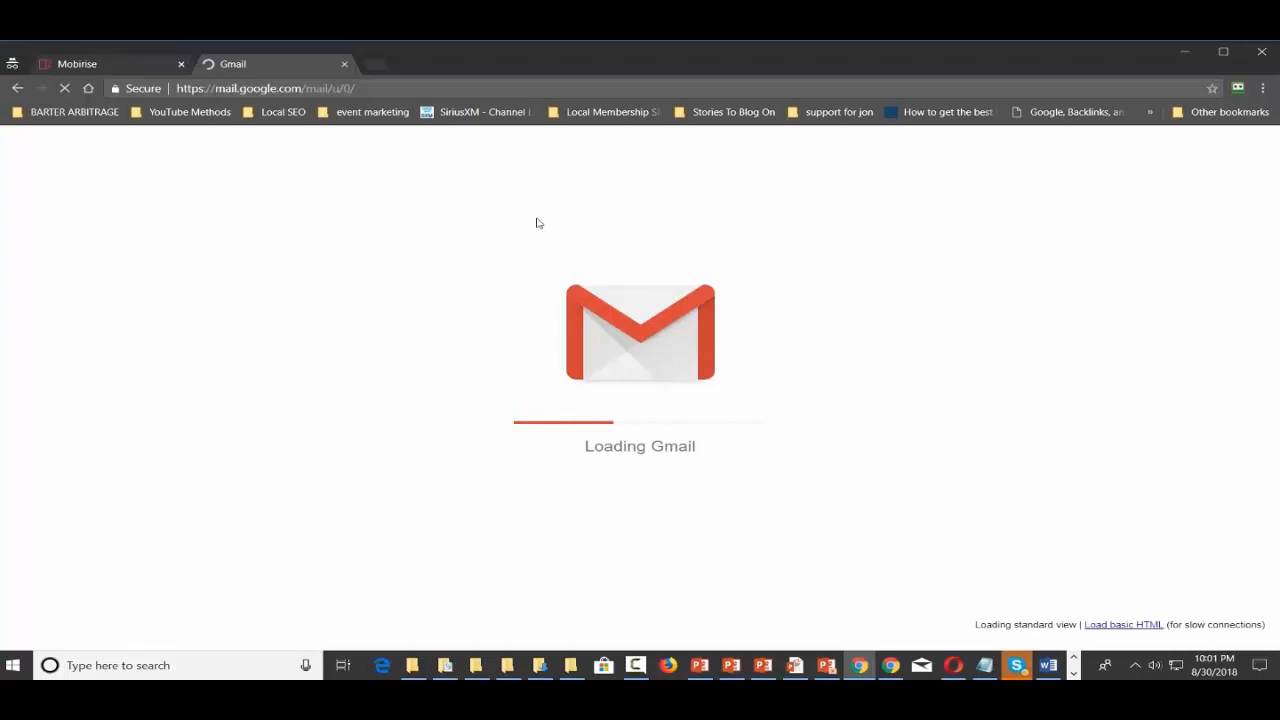 Mobirise
Gmail
Secure https://mail.google.com/mail/u/0/
BARTER ARBITRAGE YouTube Methods Local SEO event marketing SiriusXM - Channel Local Membership S Stories To Blog On support for jon How to get the best Google, Backlinks, an » Other bookmarks
Loading Gmail
Loading standard view | Load basic HTML (for slow connections)
Type here to search
10:01 PM
8/30/2018